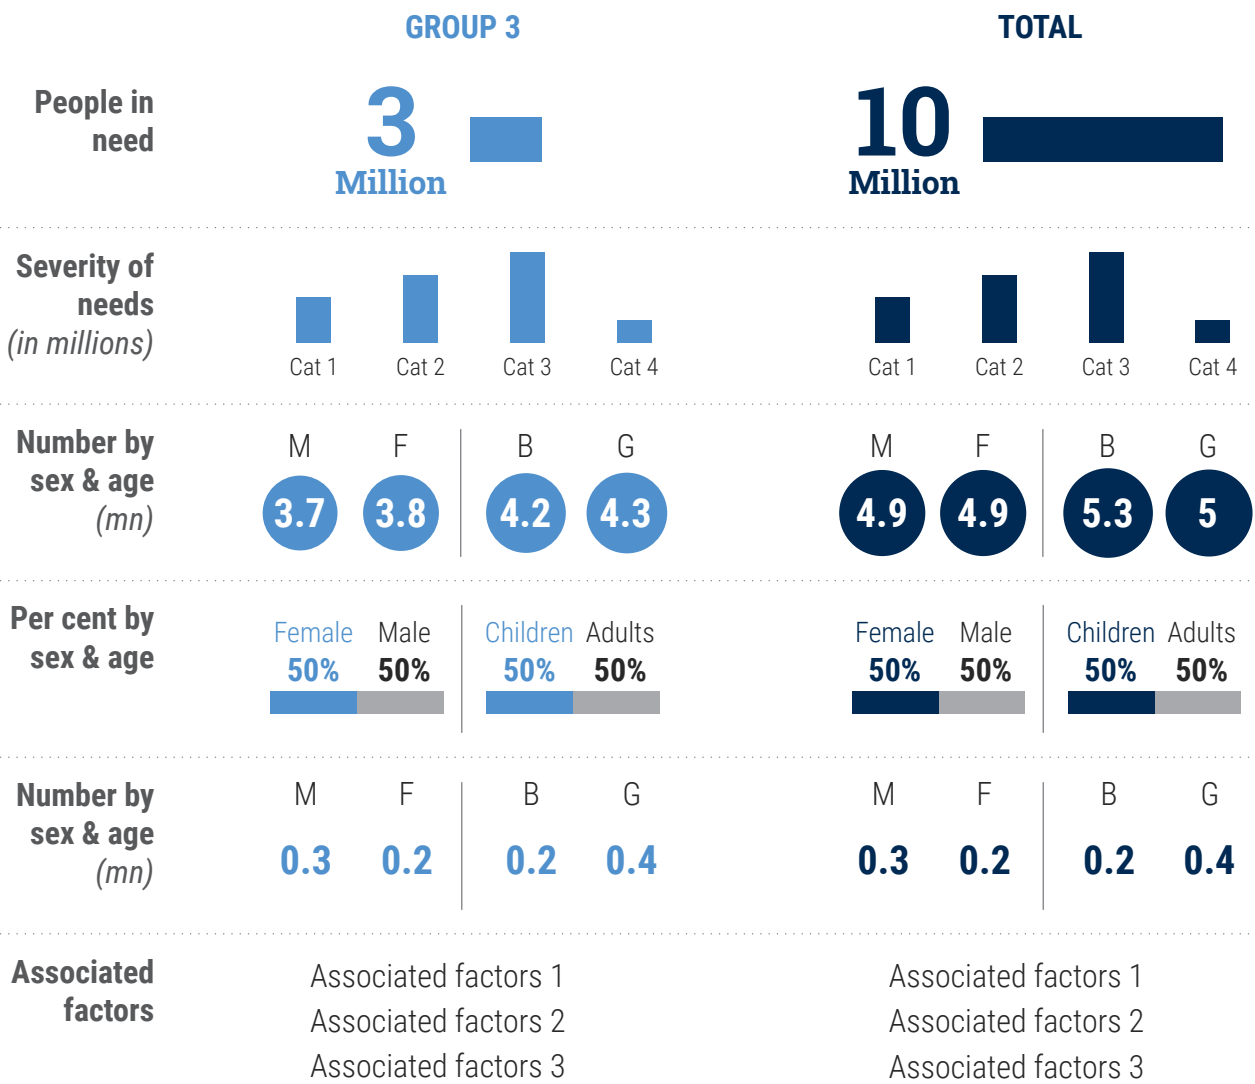 GROUP 3 TOTAL
People in need
3 Million
10 Million
Severity of needs (in millions)
Cat 1 Cat 2 Cat 3 Cat 4
Cat 1 Cat 2 Cat 3 Cat 4
Number by sex & age (mn)
M F B G
3.7 3.8 4.2 4.3
M F B G
4.9 4.9 5.3 5
Per cent by sex & age
Female Male Children Adults
50% 50% 50% 50%
Female Male Children Adults
50% 50% 50% 50%
Number by sex & age (mn)
M F B G
0.3 0.2 0.2 0.4
M F B G
0.3 0.2 0.2 0.4
Associated factors
Associated factors 1
Associated factors 2
Associated factors 3
Associated factors 1
Associated factors 2
Associated factors 3